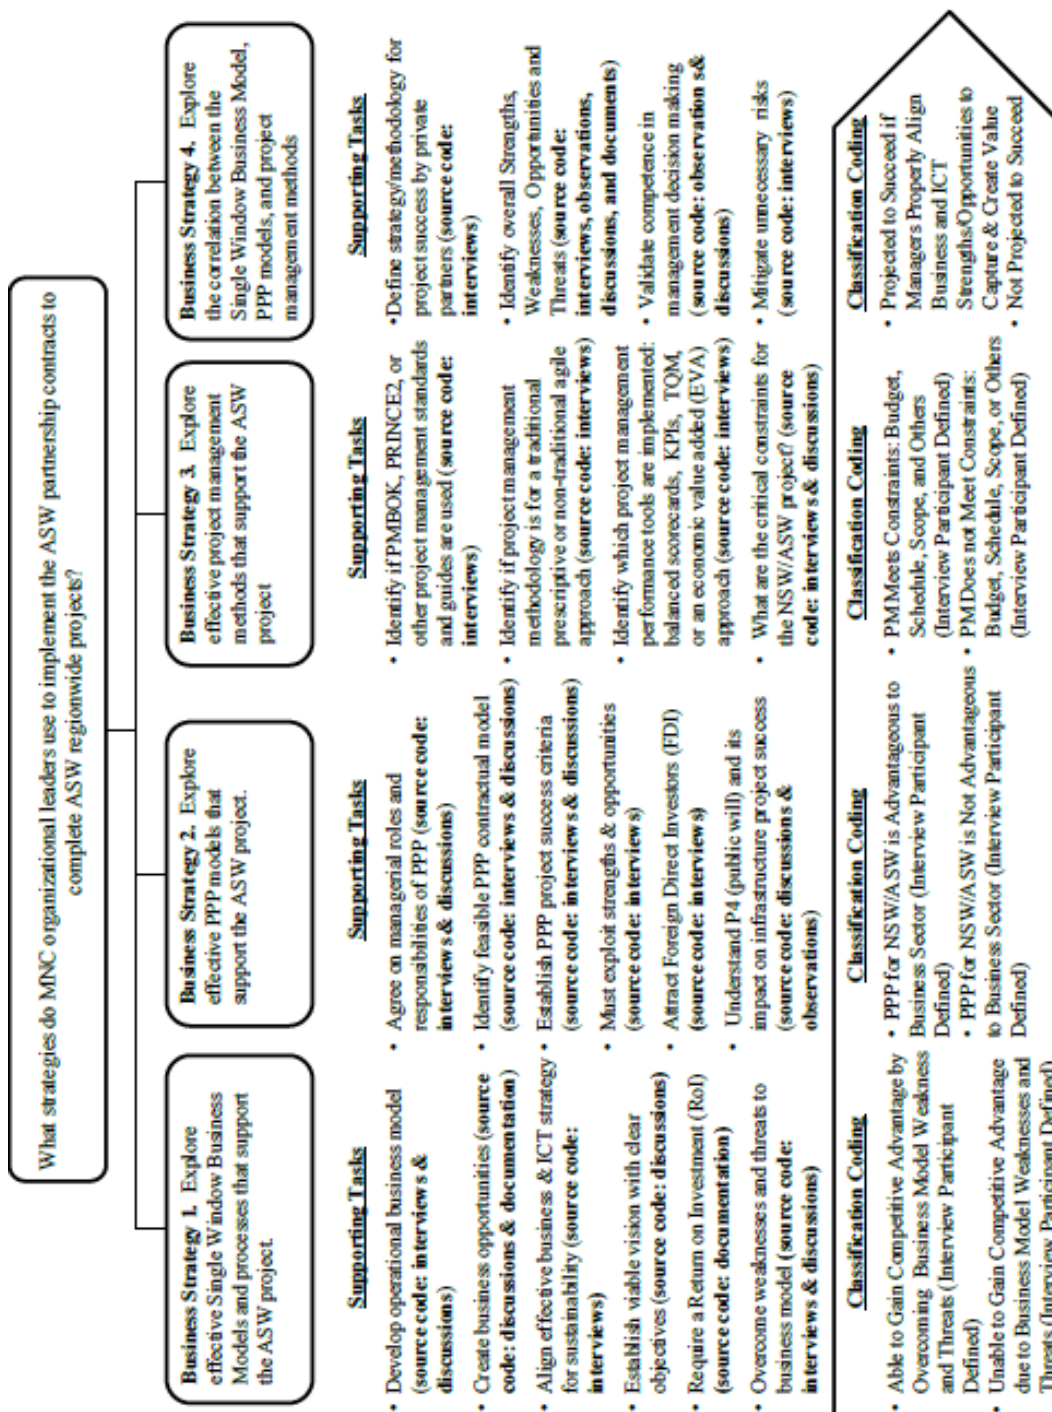 What strategies do MNC organizational leaders use to implement the ASW partnership contracts to
complete ASW regionwide projects?
Business Strategy 1. Explore
effective Single Window Business
Models and processes that support
the ASW project.
Supporting Tasks
• Develop operational business model
(source code: interviews &
discussions)
• Create business opportunities (source
code: discussions & documentation)
• Align effective business & ICT strategy
for sustainability (source code:
interviews)
• Establish viable vision with clear
objectives (source code: discussions)
• Require a Return on Investment (RoI)
(source code: documentation)
• Overcome weaknesses and threats to
business model (source code:
interviews & discussions)
Classification Coding
• Able to Gain Competitive Advantage by
Overcoming Business Model Weakness
and Threats (Interview Participant
Defined)
• Unable to Gain Competitive Advantage
due to Business Model Weaknesses and
Threats (Interview Participant Defined)
Business Strategy 2. Explore
effective PPP models that
support the ASW project.
Supporting Tasks
• Agree on managerial roles and
responsibilities of PPP (source code:
interviews & discussions)
• Identify feasible PPP contractual model
(source code: interviews & discussions)
• Establish PPP project success criteria
(source code: interviews & discussions)
• Must exploit strengths & opportunities
(source code: interviews)
• Attract Foreign Direct Investors (FDI)
(source code: interviews)
• Understand P4 (public will) and its
impact on infrastructure project success
(source code: discussions &
observations)
Classification Coding
• PPP for NSW/ASW is Advantageous to
Business Sector (Interview Participant
Defined)
• PPP for NSW/ASW is Not Advantageous
to Business Sector (Interview Participant
Defined)
Business Strategy 3. Explore
effective project management
methods that support the ASW
project
Supporting Tasks
• Identify if PMBOK, PRINCE2, or
other project management standards
and guides are used (source code:
interviews)
• Identify if project management
methodology is for a traditional
prescriptive or non-traditional agile
approach (source code: interviews)
• Identify which project management
performance tools are implemented:
balanced scorecards, KPIs, TQM,
or an economic value added (EVA)
approach (source code: interviews)
• What are the critical constraints for
the NSW/ASW project? (source
code: interviews & discussions)
Classification Coding
• PM Meets Constraints: Budget,
Schedule, Scope, and Others
(Interview Participant Defined)
• PM Does not Meet Constraints:
Budget, Schedule, Scope, or Others
(Interview Participant Defined)
Business Strategy 4. Explore
the correlation between the
Single Window Business Model,
PPP models, and project
management methods
Supporting Tasks
•Define strategy/methodology for
project success by private
partners (source code:
interviews)
• Identify overall Strengths,
Weaknesses, Opportunities and
Threats (source code:
interviews, observations,
discussions, and documents)
• Validate competence in
management decision making
(source code: observation s&
discussions)
• Mitigate unnecessary risks
(source code: interviews)
Classification Coding
• Projected to Succeed if
Managers Properly Align
Business and ICT
Strengths/Opportunities to
Capture & Create Value
• Not Projected to Succeed